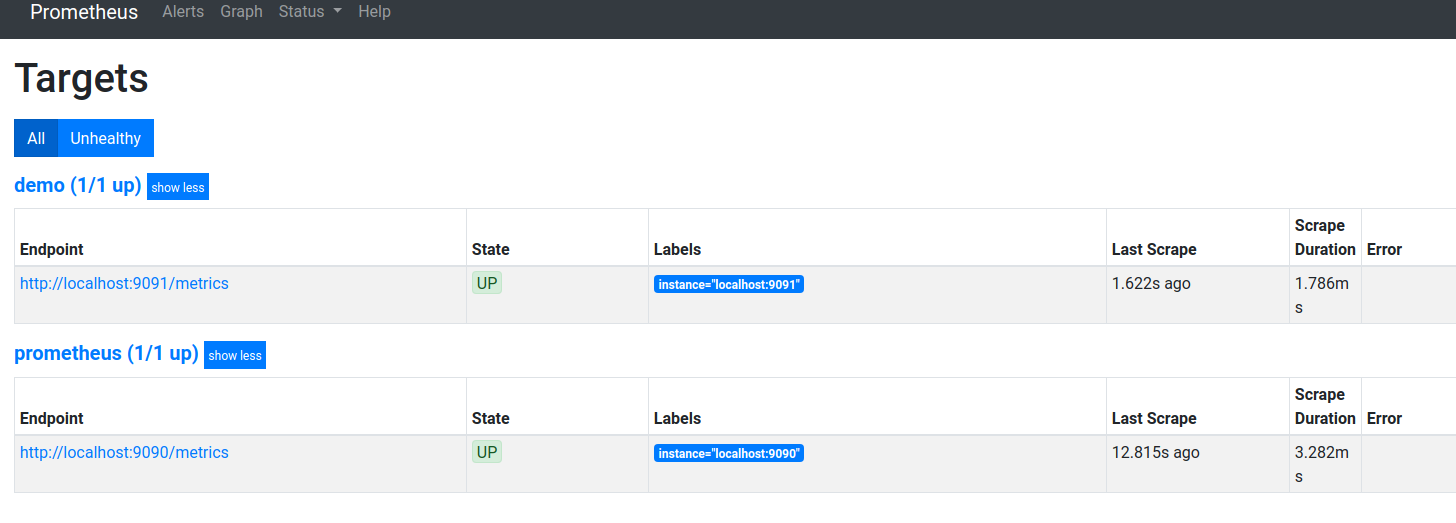 Prometheus Alerts Graph Status Help
Targets
All Unhealthy
demo (1/1 up) show less
Endpoint State Labels Last Scrape Scrape Duration Error
http://localhost:9091/metrics UP instance="localhost:9091" 1.622s ago 1.786m
s
prometheus (1/1 up) show less
Endpoint State Labels Last Scrape Scrape Duration Error
http://localhost:9090/metrics UP instance="localhost:9090" 12.815s ago 3.282m
s